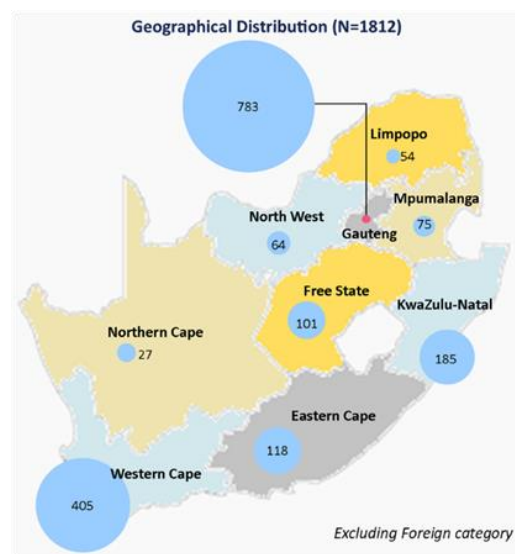 Geographical Distribution (N=1812)
783
Limpopo
54
Mpumalanga
75
North West
64
Gauteng
Free State
101
KwaZulu-Natal
185
Northern Cape
27
Eastern Cape
118
Western Cape
405
Excluding Foreign category